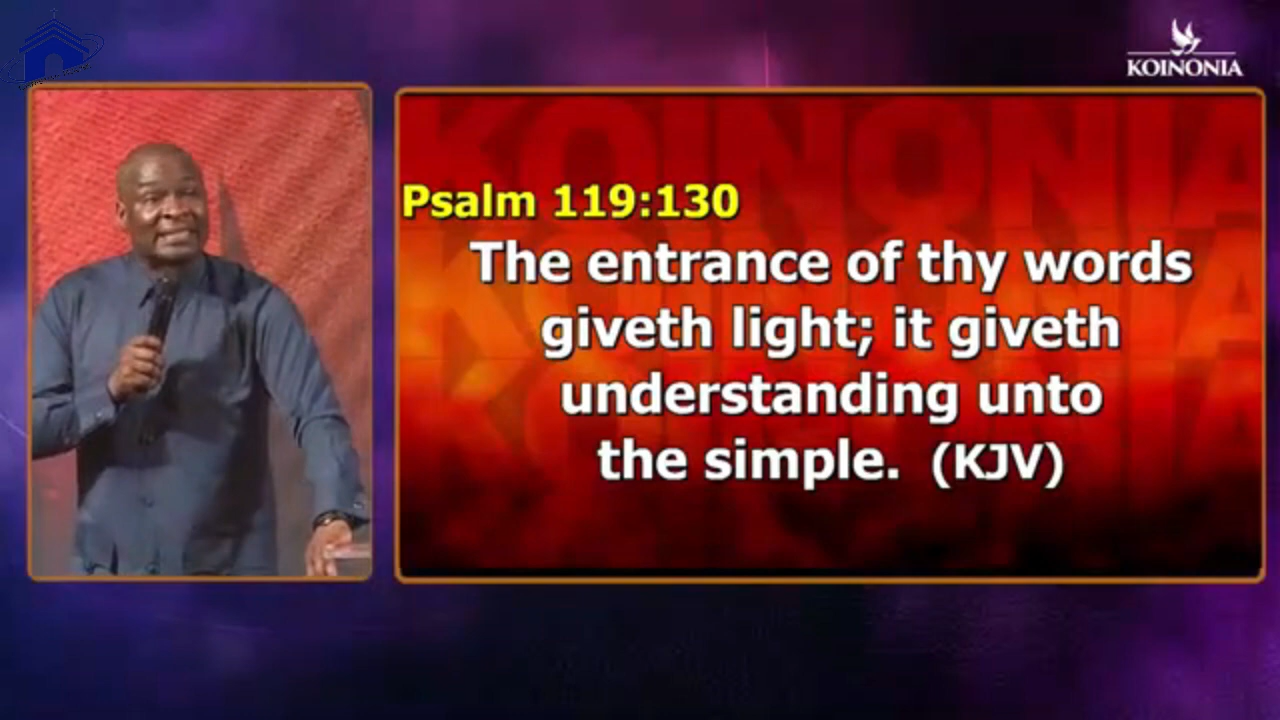 KOINONIA
Psalm 119:130
The entrance of thy words
giveth light; it giveth
understanding unto
the simple. (KJV)